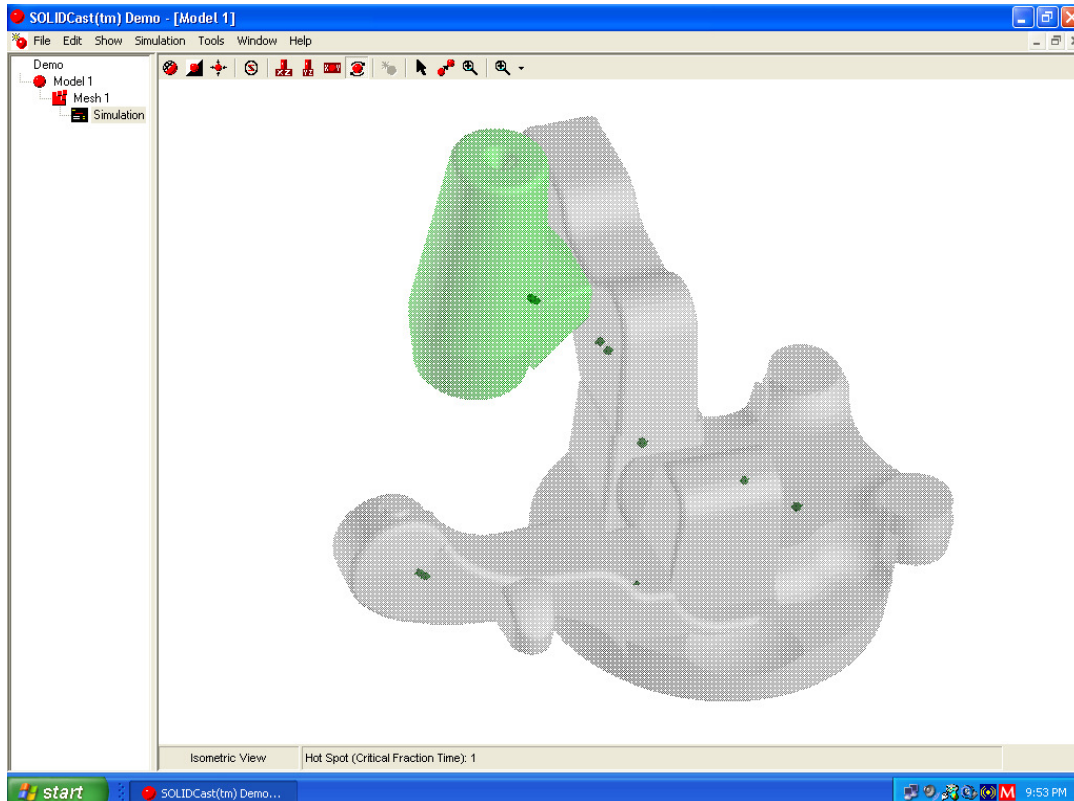 SOLIDCast(tm) Demo - [Model 1]
File Edit Show Simulation Tools Window Help
Demo
Model 1
Mesh 1
Simulation
Isometric View
Hot Spot (Critical Fraction Time): 1
start
SOLIDCast(tm) Demo...
M
9:53 PM